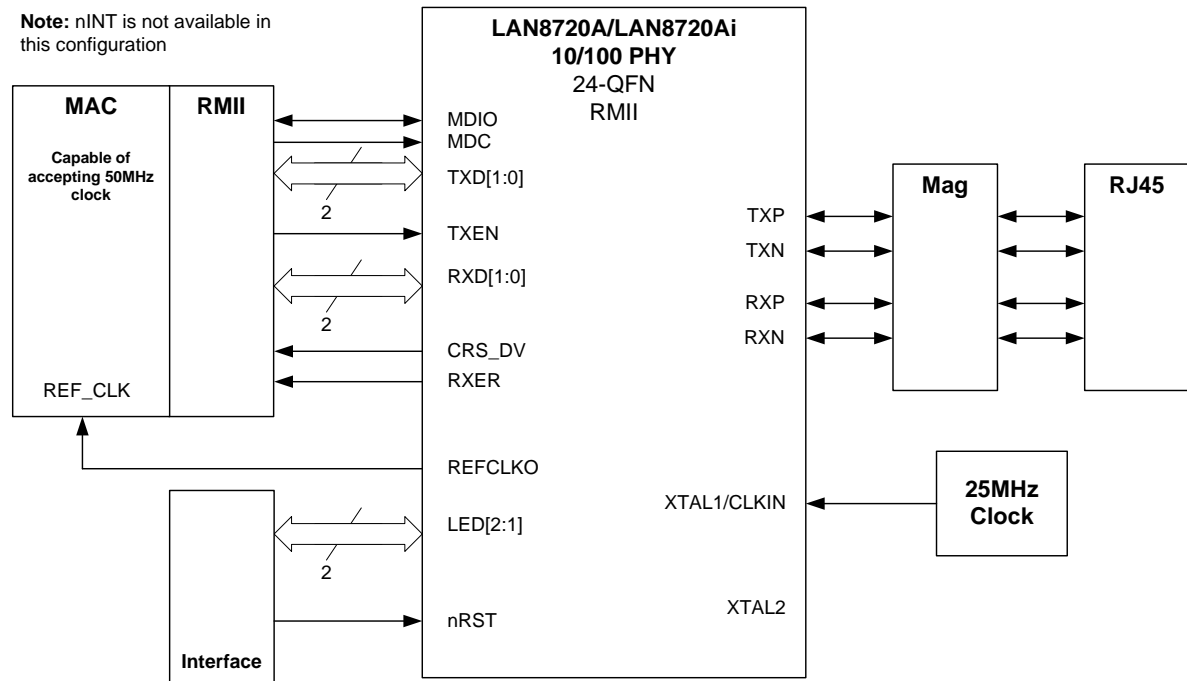 Note: nINT is not available in
this configuration
LAN8720A/LAN8720Ai
10/100 PHY
24-QFN
RMII
MAC
RMII
Capable of
accepting 50MHz
clock
REF_CLK
MDIO
MDC
TXD[1:0]
2
TXEN
RXD[1:0]
2
CRS_DV
RXER
REFCLKO
LED[2:1]
2
nRST
Interface
TXP
TXN
RXP
RXN
Mag
RJ45
XTAL1/CLKIN
25MHz
Clock
XTAL2